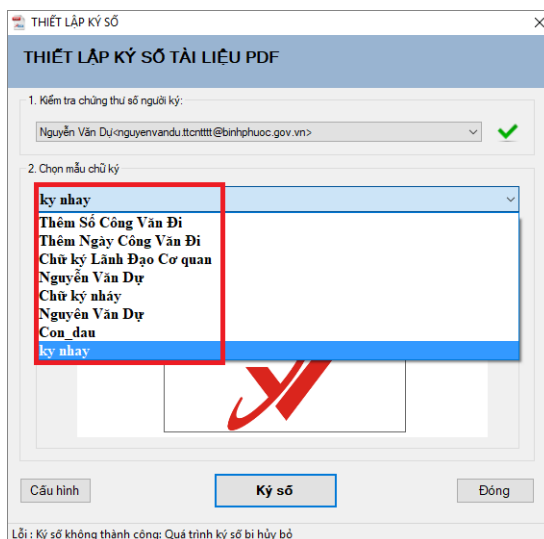 THIẾT LẬP KÝ SỐ
THIẾT LẬP KÝ SỐ TÀI LIỆU PDF
1. Kiểm tra chứng thư số người ký:
Nguyễn Văn Dự<nguyenvandu.ttcntttt@binhphuoc.gov.vn>
2. Chọn mẫu chữ ký
ky nhay
Thêm Số Công Văn Đi
Thêm Ngày Công Văn Đi
Chữ ký Lãnh Đạo Cơ quan
Nguyễn Văn Dự
Chữ ký nháy
Nguyên Văn Dự
Con_dau
ky nhay
Cấu hình
Ký số
Đóng
Lỗi : Ký số không thành công: Quá trình ký số bị hủy bỏ